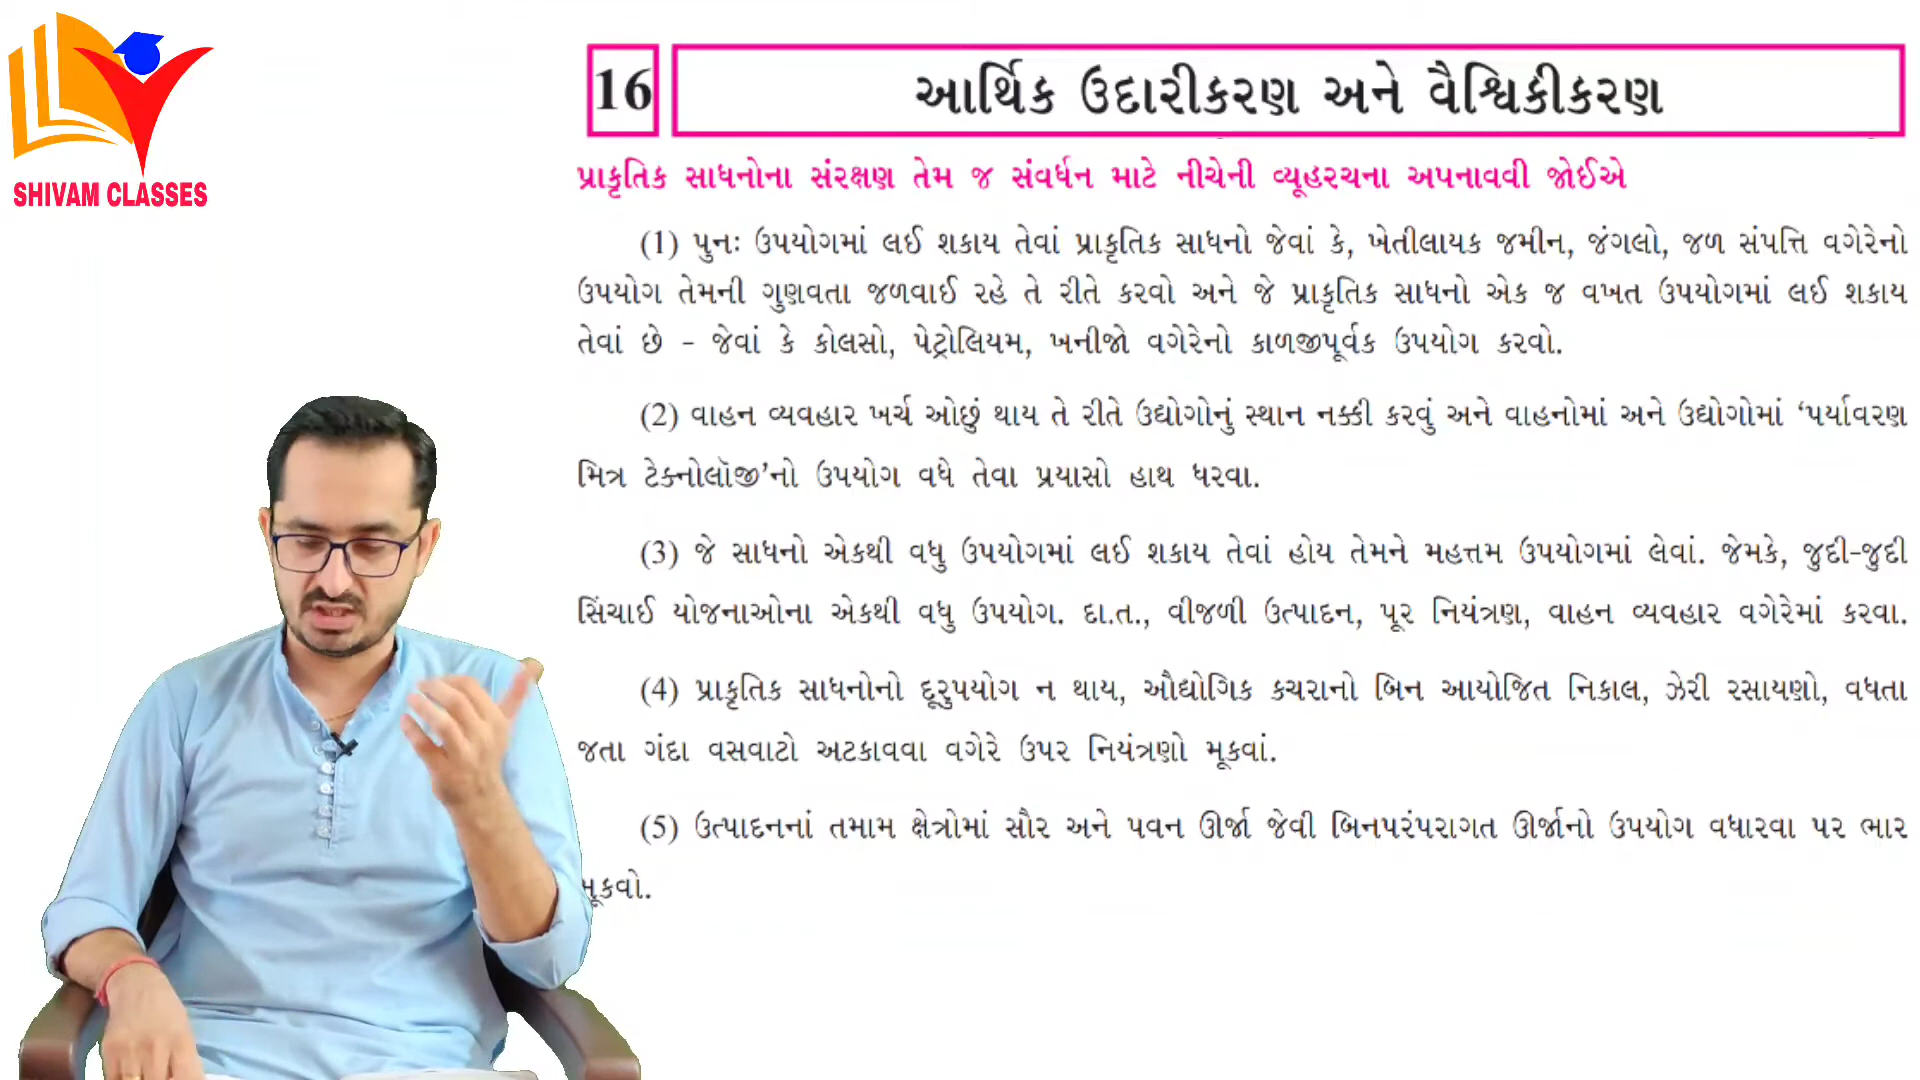 SHIVAM CLASSES
16
આર્થિક ઉદારીકરણ અને વૈશ્વિકીકરણ
પ્રાકૃતિક સાધનોના સંરક્ષણ તેમ જ સંવર્ધન માટે નીચેની વ્યૂહરચના અપનાવવી જોઈએ
(1) પુનઃ ઉપયોગમાં લઈ શકાય તેવાં પ્રાકૃતિક સાધનો જેવાં કે, ખેતીલાયક જમીન, જંગલો, જળ સંપત્તિ વગેરેનો
ઉપયોગ તેમની ગુણવતા જળવાઈ રહે તે રીતે કરવો અને જે પ્રાકૃતિક સાધનો એક જ વખત ઉપયોગમાં લઈ શકાય
તેવાં છે - જેવાં કે કોલસો, પેટ્રોલિયમ, ખનીજો વગેરેનો કાળજીપૂર્વક ઉપયોગ કરવો.
(2) વાહન વ્યવહાર ખર્ચ ઓછું થાય તે રીતે ઉદ્યોગોનું સ્થાન નક્કી કરવું અને વાહનોમાં અને ઉદ્યોગોમાં ‘પર્યાવરણ
મિત્ર ટેક્નોલૉજી’નો ઉપયોગ વધે તેવા પ્રયાસો હાથ ધરવા.
(3) જે સાધનો એકથી વધુ ઉપયોગમાં લઈ શકાય તેવાં હોય તેમને મહત્તમ ઉપયોગમાં લેવાં. જેમકે, જુદી-જુદી
સિંચાઈ યોજનાઓના એકથી વધુ ઉપયોગ. દા.ત., વીજળી ઉત્પાદન, પૂર નિયંત્રણ, વાહન વ્યવહાર વગેરેમાં કરવા.
(4) પ્રાકૃતિક સાધનોનો દૂરુપયોગ ન થાય, ઔદ્યોગિક કચરાનો બિન આયોજિત નિકાલ, ઝેરી રસાયણો, વધતા
જતા ગંદા વસવાટો અટકાવવા વગેરે ઉપર નિયંત્રણો મૂકવાં.
(5) ઉત્પાદનનાં તમામ ક્ષેત્રોમાં સૌર અને પવન ઊર્જા જેવી બિનપરંપરાગત ઊર્જાનો ઉપયોગ વધારવા પર ભાર
મૂકવો.